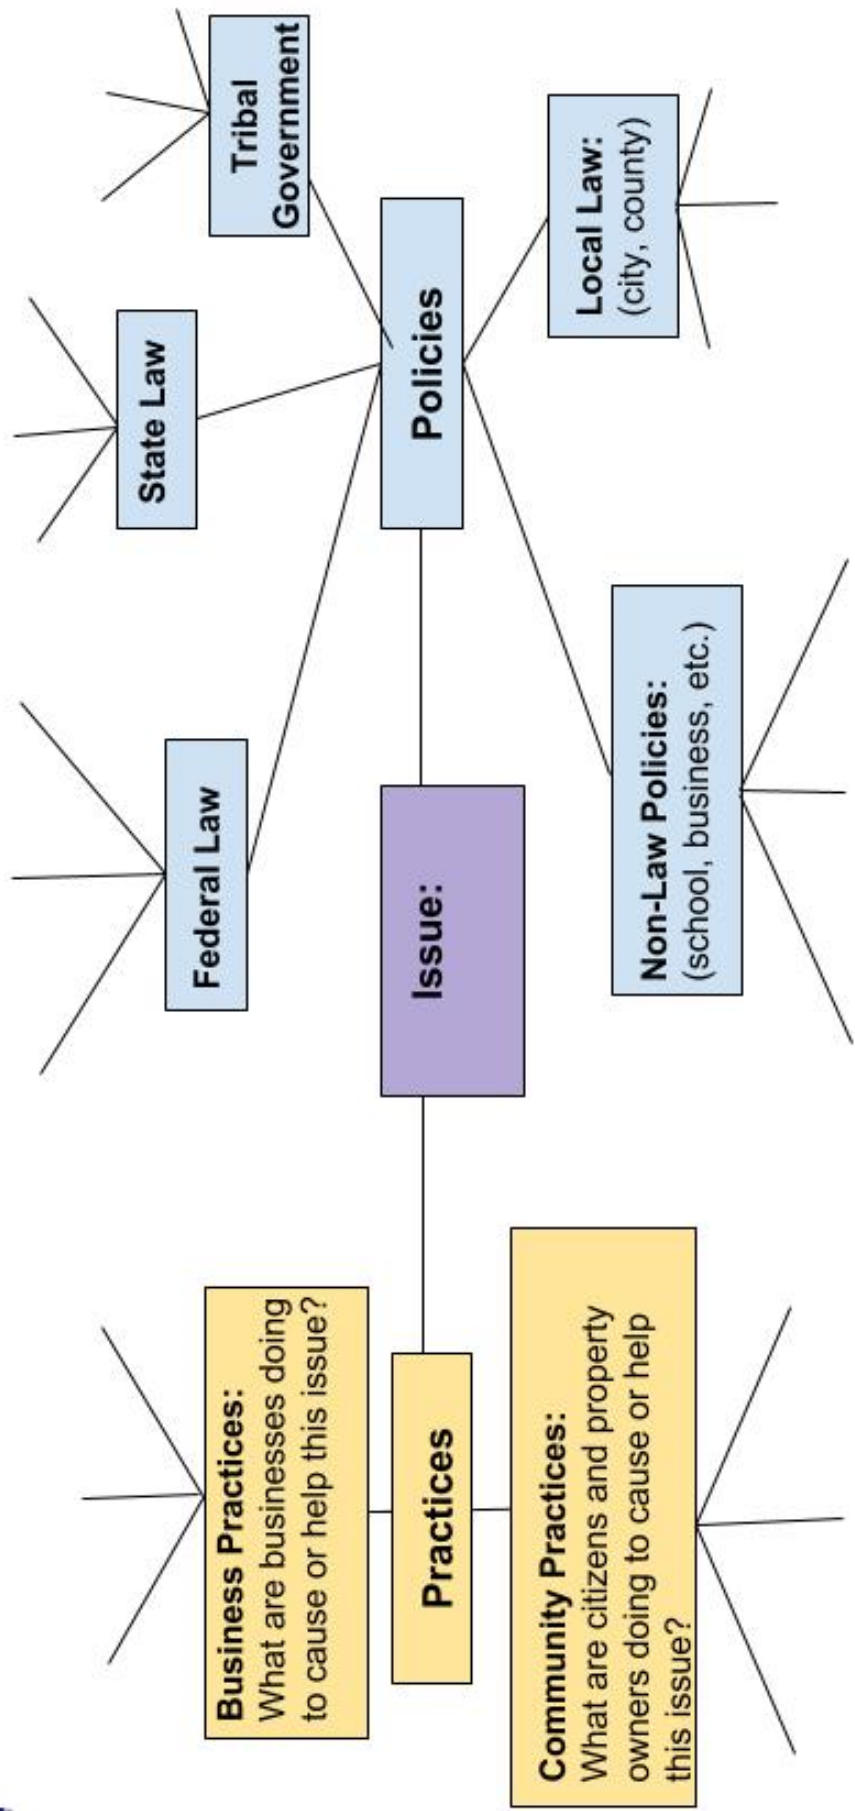 Business Practices:
What are businesses doing
to cause or help this issue?
Practices
Community Practices:
What are citizens and property
owners doing to cause or help
this issue?
Issue:
Federal Law
State Law
Tribal
Government
Policies
Non-Law Policies:
(school, business, etc.)
Local Law:
(city, county)